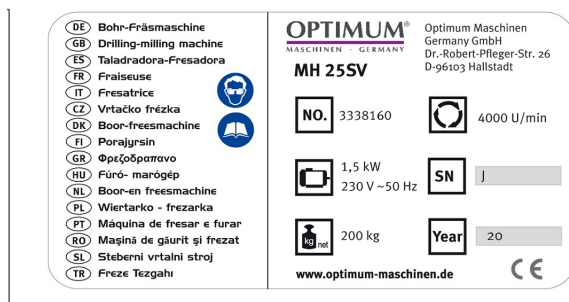 DE Bohr-Fräsmaschine
GB Drilling-milling machine
ES Taladradora-Fresadora
FR Fraiseuse
IT Fresatrice
CZ Vrtačko frézka
DK Boor-freesmachine
FI Porajyrsin
GR Φρεζοδραπανο
HU Fúró- marógép
NL Boor-en freesmachine
PL Wiertarko - frezarka
PT Máquina de fresar e furar
RO Maşină de găurit şi frezat
SL Steberni vrtalni stroj
TR Freze Tezgahı
OPTIMUM®
MASCHINEN - GERMANY
MH 25SV
Optimum Maschinen
Germany GmbH
Dr.-Robert-Pfleger-Str. 26
D-96103 Hallstadt
NO. 3338160
4000 U/min
1,5 kW
230 V ~50 Hz
SN J
kg net 200 kg
Year 20
www.optimum-maschinen.de
CE